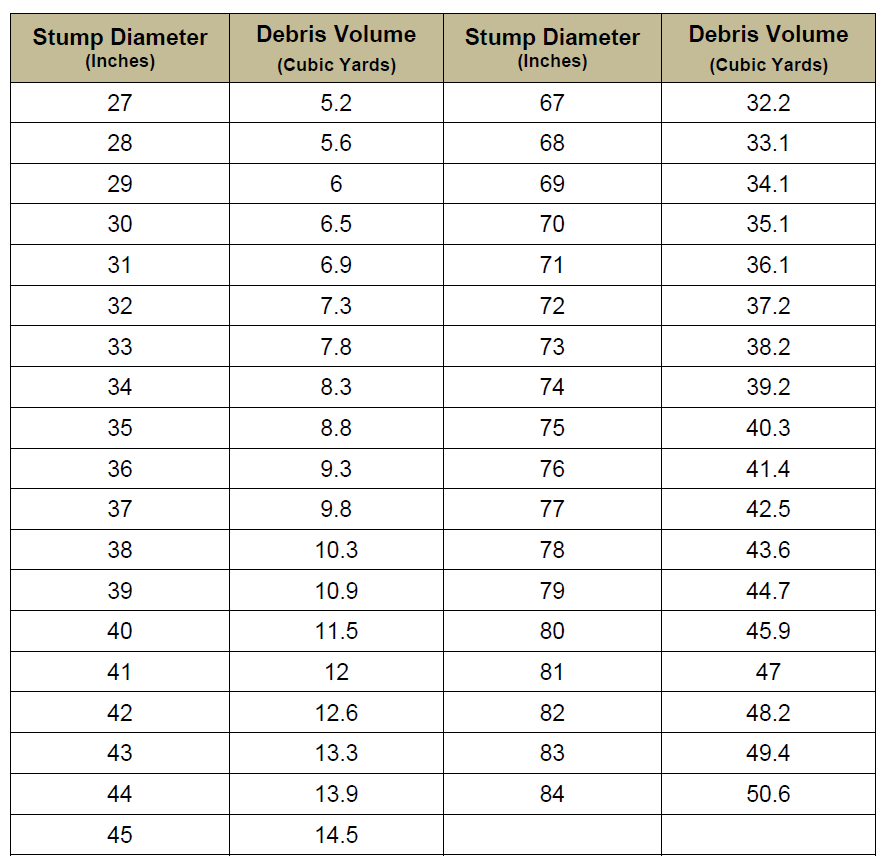 Stump Diameter Debris Volume Stump Diameter Debris Volume
(Inches) (Cubic Yards) (Inches) (Cubic Yards)
27 5.2 67 32.2
28 5.6 68 33.1
29 6 69 34.1
30 6.5 70 35.1
31 6.9 71 36.1
32 7.3 72 37.2
33 7.8 73 38.2
34 8.3 74 39.2
35 8.8 75 40.3
36 9.3 76 41.4
37 9.8 77 42.5
38 10.3 78 43.6
39 10.9 79 44.7
40 11.5 80 45.9
41 12 81 47
42 12.6 82 48.2
43 13.3 83 49.4
44 13.9 84 50.6
45 14.5